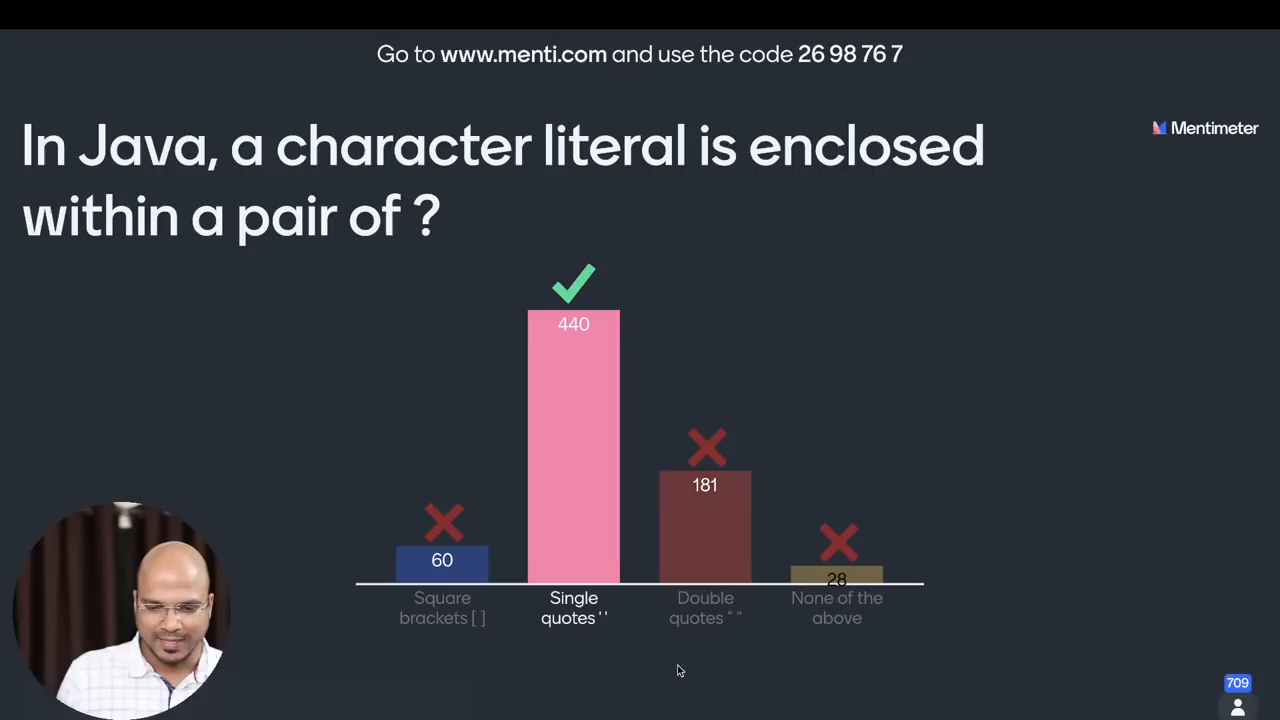 Go to www.menti.com and use the code 26 98 76 7
Mentimeter
In Java, a character literal is enclosed
within a pair of ?
440
181
60
28
Square
brackets [ ]
Single
quotes ' '
Double
quotes " "
None of the
above
709